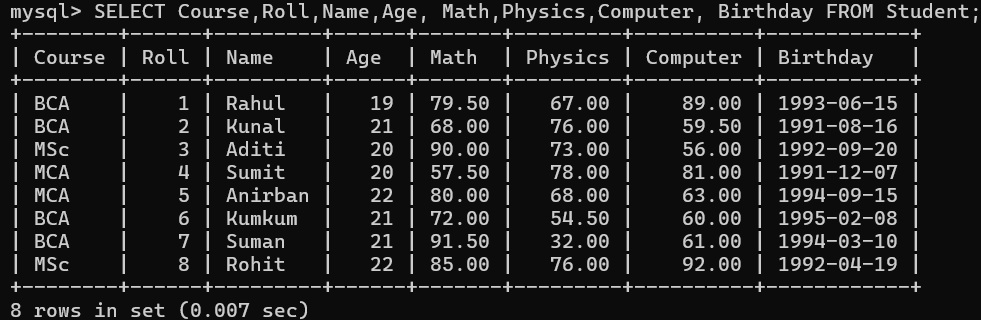 mysql> SELECT Course,Roll,Name,Age, Math,Physics,Computer, Birthday FROM Student;
+--------+------+----------+-----+-------+---------+----------+------------+
| Course | Roll | Name     | Age | Math  | Physics | Computer | Birthday   |
+--------+------+----------+-----+-------+---------+----------+------------+
| BCA    |    1 | Rahul    |  19 | 79.50 |   67.00 |    89.00 | 1993-06-15 |
| BCA    |    2 | Kunal    |  21 | 68.00 |   76.00 |    59.50 | 1991-08-16 |
| MSc    |    3 | Aditi    |  20 | 90.00 |   73.00 |    56.00 | 1992-09-20 |
| MCA    |    4 | Sumit    |  20 | 57.50 |   78.00 |    81.00 | 1991-12-07 |
| MCA    |    5 | Anirban  |  22 | 80.00 |   68.00 |    63.00 | 1994-09-15 |
| BCA    |    6 | Kumkum   |  21 | 72.00 |   54.50 |    60.00 | 1995-02-08 |
| BCA    |    7 | Suman    |  21 | 91.50 |   32.00 |    61.00 | 1994-03-10 |
| MSc    |    8 | Rohit    |  22 | 85.00 |   76.00 |    92.00 | 1992-04-19 |
+--------+------+----------+-----+-------+---------+----------+------------+
8 rows in set (0.007 sec)